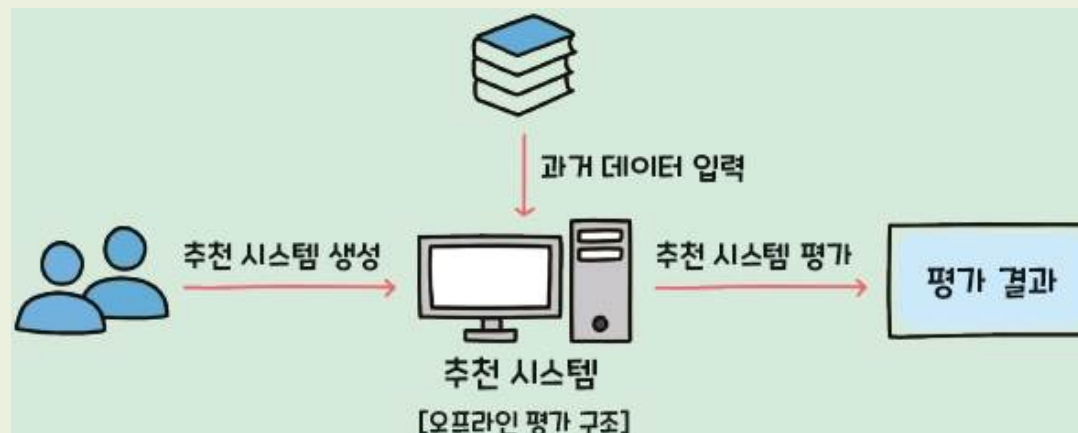 과거 데이터 입력
추천 시스템 생성
추천 시스템 평가
평가 결과
추천 시스템
[오프라인 평가 구조]